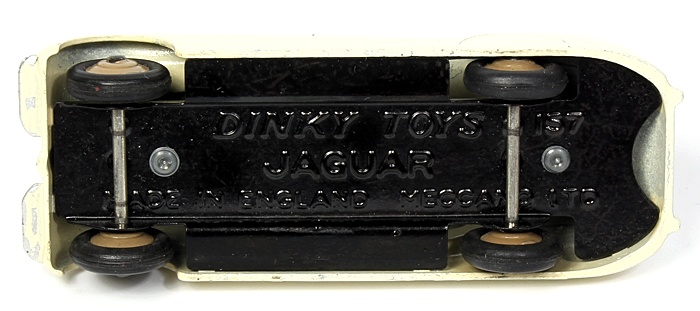 DINKY TOYS 157
JAGUAR
MADE IN ENGLAND MECCANO LTD